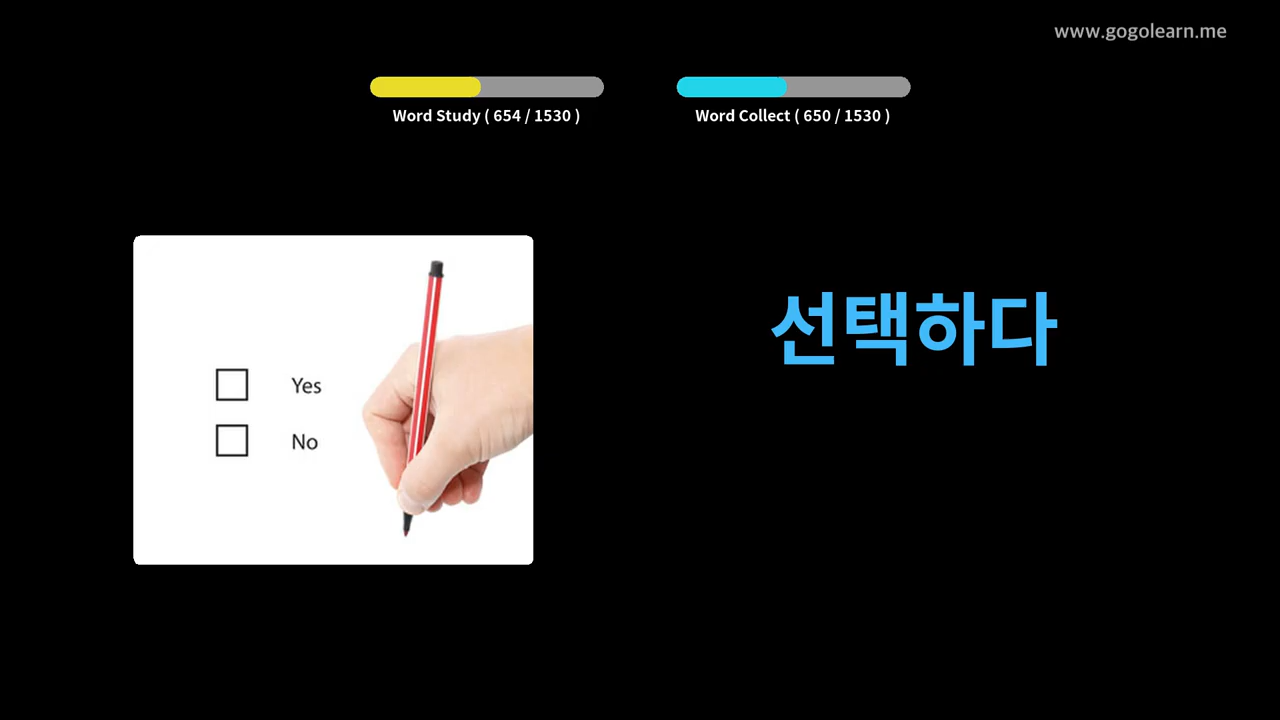 www.gogolearn.me
Word Study ( 654 / 1530 )
Word Collect ( 650 / 1530 )
선택하다
Yes
No